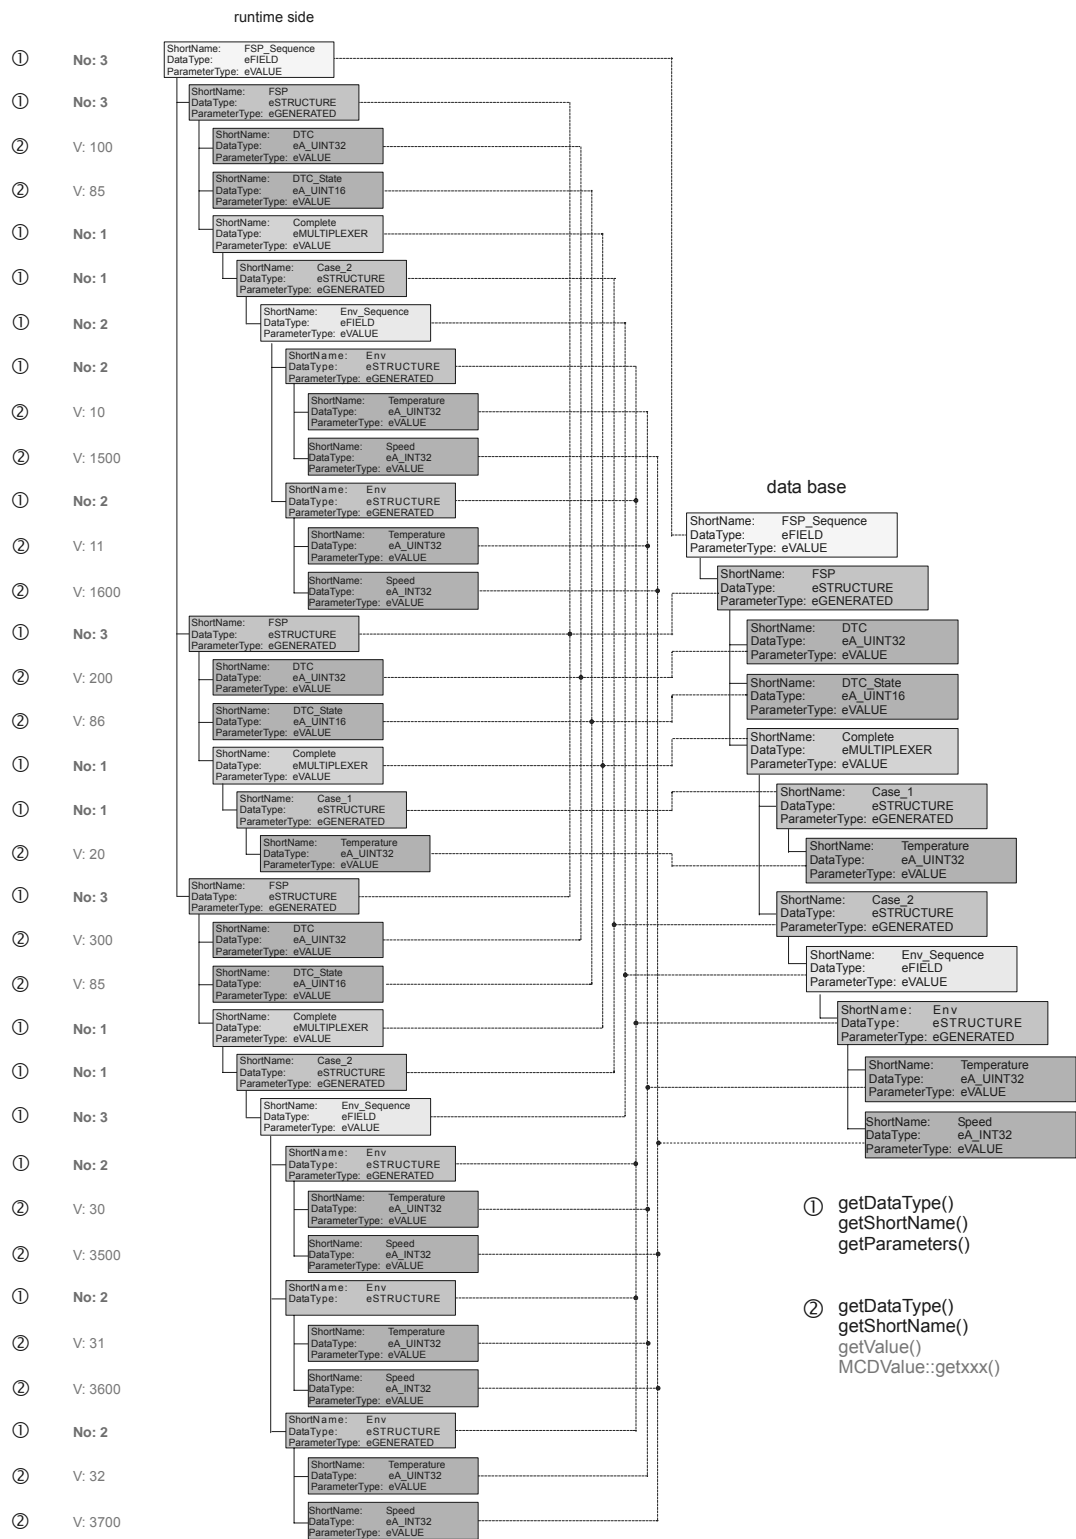 runtime side
① No: 3
ShortName: FSP_Sequence
DataType: eFIELD
ParameterType: eVALUE
① No: 3
ShortName: FSP
DataType: eSTRUCTURE
ParameterType: eGENERATED
② V: 100
ShortName: DTC
DataType: eA_UINT32
ParameterType: eVALUE
② V: 85
ShortName: DTC_State
DataType: eA_UINT16
ParameterType: eVALUE
① No: 1
ShortName: Complete
DataType: eMULTIPLEXER
ParameterType: eVALUE
① No: 1
ShortName: Case_2
DataType: eSTRUCTURE
ParameterType: eGENERATED
① No: 2
ShortName: Env_Sequence
DataType: eFIELD
ParameterType: eVALUE
① No: 2
ShortName: Env
DataType: eSTRUCTURE
ParameterType: eGENERATED
② V: 10
ShortName: Temperature
DataType: eA_UINT32
ParameterType: eVALUE
② V: 1500
ShortName: Speed
DataType: eA_INT32
ParameterType: eVALUE
① No: 2
ShortName: Env
DataType: eSTRUCTURE
ParameterType: eGENERATED
② V: 11
ShortName: Temperature
DataType: eA_UINT32
ParameterType: eVALUE
② V: 1600
ShortName: Speed
DataType: eA_INT32
ParameterType: eVALUE
① No: 3
ShortName: FSP
DataType: eSTRUCTURE
ParameterType: eGENERATED
② V: 200
ShortName: DTC
DataType: eA_UINT32
ParameterType: eVALUE
② V: 86
ShortName: DTC_State
DataType: eA_UINT16
ParameterType: eVALUE
① No: 1
ShortName: Complete
DataType: eMULTIPLEXER
ParameterType: eVALUE
① No: 1
ShortName: Case_1
DataType: eSTRUCTURE
ParameterType: eGENERATED
② V: 20
ShortName: Temperature
DataType: eA_UINT32
ParameterType: eVALUE
① No: 3
ShortName: FSP
DataType: eSTRUCTURE
ParameterType: eGENERATED
② V: 300
ShortName: DTC
DataType: eA_UINT32
ParameterType: eVALUE
② V: 85
ShortName: DTC_State
DataType: eA_UINT16
ParameterType: eVALUE
① No: 1
ShortName: Complete
DataType: eMULTIPLEXER
ParameterType: eVALUE
① No: 1
ShortName: Case_2
DataType: eSTRUCTURE
ParameterType: eGENERATED
① No: 3
ShortName: Env_Sequence
DataType: eFIELD
ParameterType: eVALUE
① No: 2
ShortName: Env
DataType: eSTRUCTURE
ParameterType: eGENERATED
② V: 30
ShortName: Temperature
DataType: eA_UINT32
ParameterType: eVALUE
② V: 3500
ShortName: Speed
DataType: eA_INT32
ParameterType: eVALUE
① No: 2
ShortName: Env
DataType: eSTRUCTURE
② V: 31
ShortName: Temperature
DataType: eA_UINT32
ParameterType: eVALUE
② V: 3600
ShortName: Speed
DataType: eA_INT32
ParameterType: eVALUE
① No: 2
ShortName: Env
DataType: eSTRUCTURE
ParameterType: eGENERATED
② V: 32
ShortName: Temperature
DataType: eA_UINT32
ParameterType: eVALUE
② V: 3700
ShortName: Speed
DataType: eA_INT32
ParameterType: eVALUE
data base
ShortName: FSP_Sequence
DataType: eFIELD
ParameterType: eVALUE
ShortName: FSP
DataType: eSTRUCTURE
ParameterType: eGENERATED
ShortName: DTC
DataType: eA_UINT32
ParameterType: eVALUE
ShortName: DTC_State
DataType: eA_UINT16
ParameterType: eVALUE
ShortName: Complete
DataType: eMULTIPLEXER
ParameterType: eVALUE
ShortName: Case_1
DataType: eSTRUCTURE
ParameterType: eGENERATED
ShortName: Temperature
DataType: eA_UINT32
ParameterType: eVALUE
ShortName: Case_2
DataType: eSTRUCTURE
ParameterType: eGENERATED
ShortName: Env_Sequence
DataType: eFIELD
ParameterType: eVALUE
ShortName: Env
DataType: eSTRUCTURE
ParameterType: eGENERATED
ShortName: Temperature
DataType: eA_UINT32
ParameterType: eVALUE
ShortName: Speed
DataType: eA_INT32
ParameterType: eVALUE
① getDataType()
getShortName()
getParameters()
② getDataType()
getShortName()
getValue()
MCDValue::getxxx()